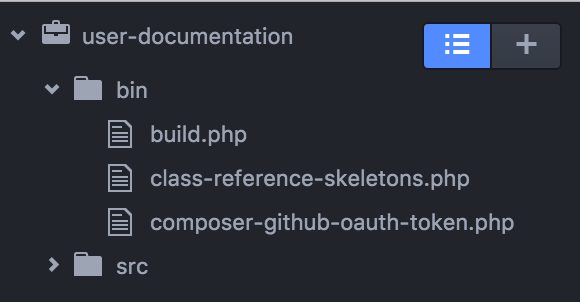 user-documentation
bin
build.php
class-reference-skeletons.php
composer-github-oauth-token.php
src